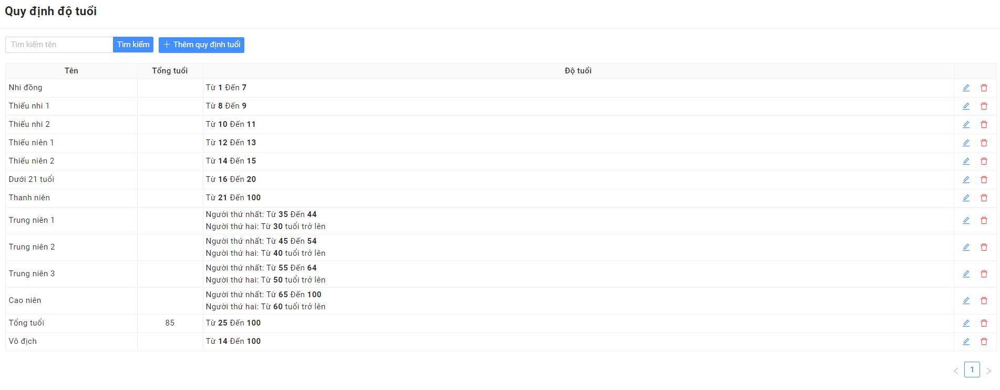 Quy định độ tuổi
Tìm kiếm tên Tìm kiếm + Thêm quy định tuổi
Tên Tổng tuổi Độ tuổi
Nhi đồng Từ 1 Đến 7
Thiếu nhi 1 Từ 8 Đến 9
Thiếu nhi 2 Từ 10 Đến 11
Thiếu niên 1 Từ 12 Đến 13
Thiếu niên 2 Từ 14 Đến 15
Dưới 21 tuổi Từ 16 Đến 20
Thanh niên Từ 21 Đến 100
Trung niên 1 Người thứ nhất: Từ 35 Đến 44
Người thứ hai: Từ 30 tuổi trở lên
Trung niên 2 Người thứ nhất: Từ 45 Đến 54
Người thứ hai: Từ 40 tuổi trở lên
Trung niên 3 Người thứ nhất: Từ 55 Đến 64
Người thứ hai: Từ 50 tuổi trở lên
Cao niên Người thứ nhất: Từ 65 Đến 100
Người thứ hai: Từ 60 tuổi trở lên
Tổng tuổi 85 Từ 25 Đến 100
Vô địch Từ 14 Đến 100
1